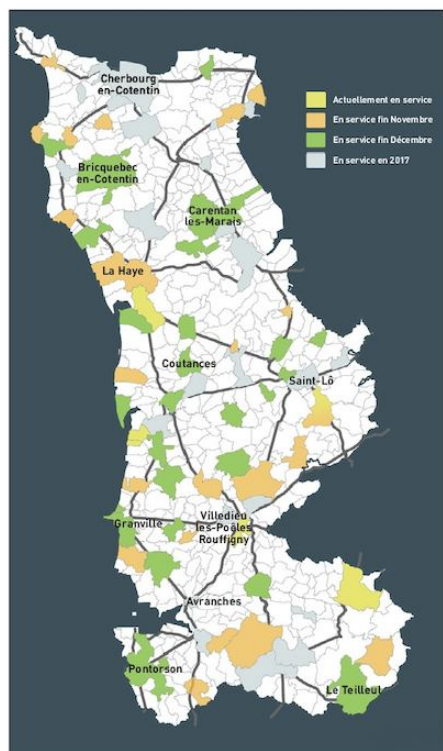 Cherbourg
en-Cotentin
Actuellement en service
En service fin Novembre
En service fin Décembre
En service en 2017
Bricquebec
en-Cotentin
Carentan
les-Marais
La Haye
Coutances
Saint-Lô
Granville
Villedieu
les-Poêles
Rouffigny
Avranches
Pontorson
Le Teilleul